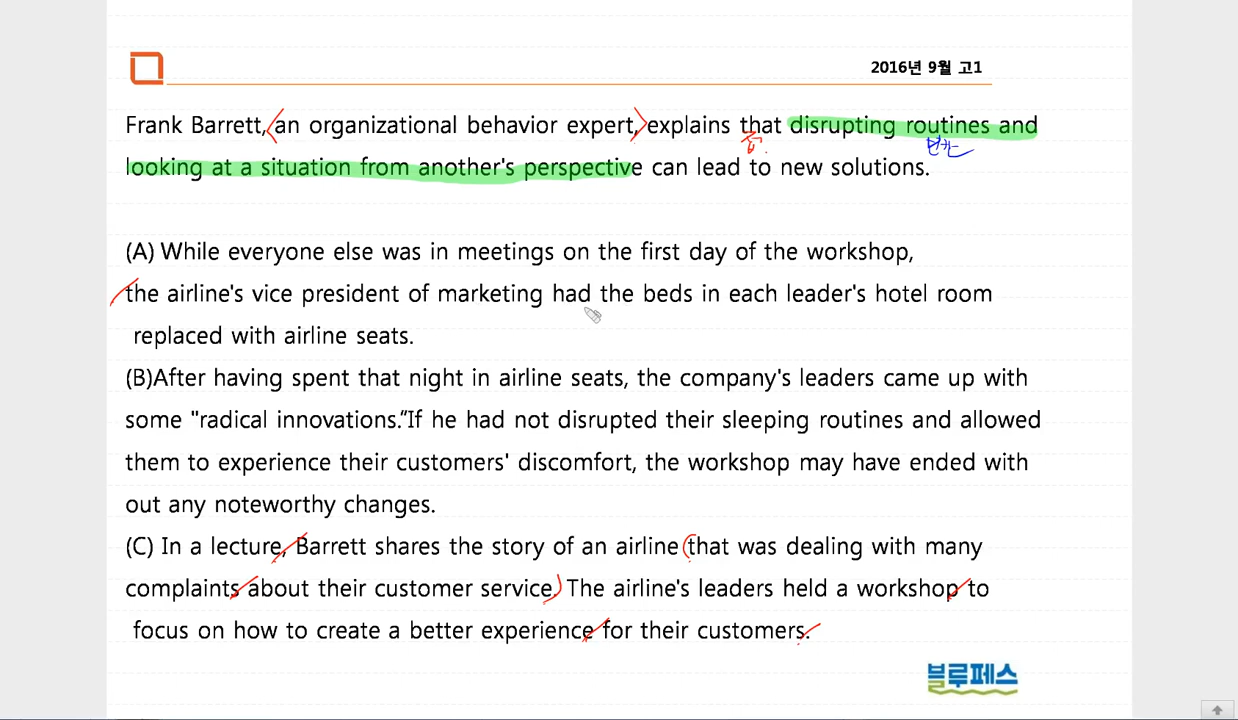 2016년 9월 고1
Frank Barrett, an organizational behavior expert, explains that disrupting routines and
접.
변칸
looking at a situation from another's perspective can lead to new solutions.
(A) While everyone else was in meetings on the first day of the workshop,
the airline's vice president of marketing had the beds in each leader's hotel room
replaced with airline seats.
(B)After having spent that night in airline seats, the company's leaders came up with
some "radical innovations."If he had not disrupted their sleeping routines and allowed
them to experience their customers' discomfort, the workshop may have ended with
out any noteworthy changes.
(C) In a lecture, Barrett shares the story of an airline that was dealing with many
complaints about their customer service. The airline's leaders held a workshop to
focus on how to create a better experience for their customers.
블루페스